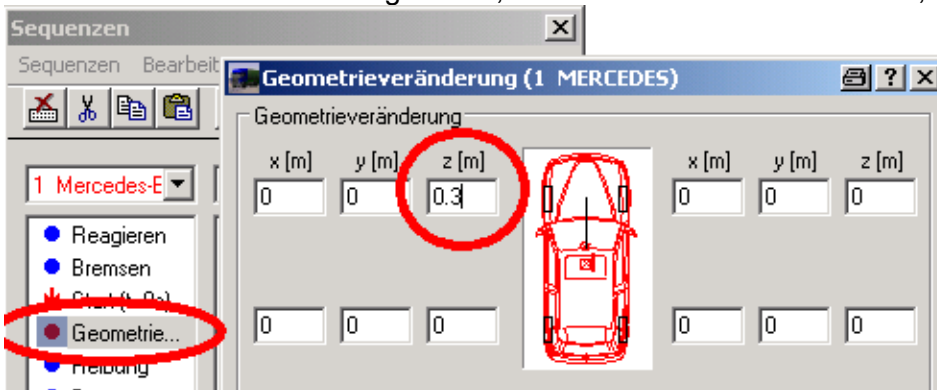 Sequenzen
Sequenzen Bearbeit
Geometrieveränderung (1 MERCEDES)
Geometrieveränderung
x [m] y [m] z [m] x [m] y [m] z [m]
1 Mercedes-E
0 0 0.3 0 0 0
Reagieren
Bremsen
Geometrie...
0 0 0 0 0 0